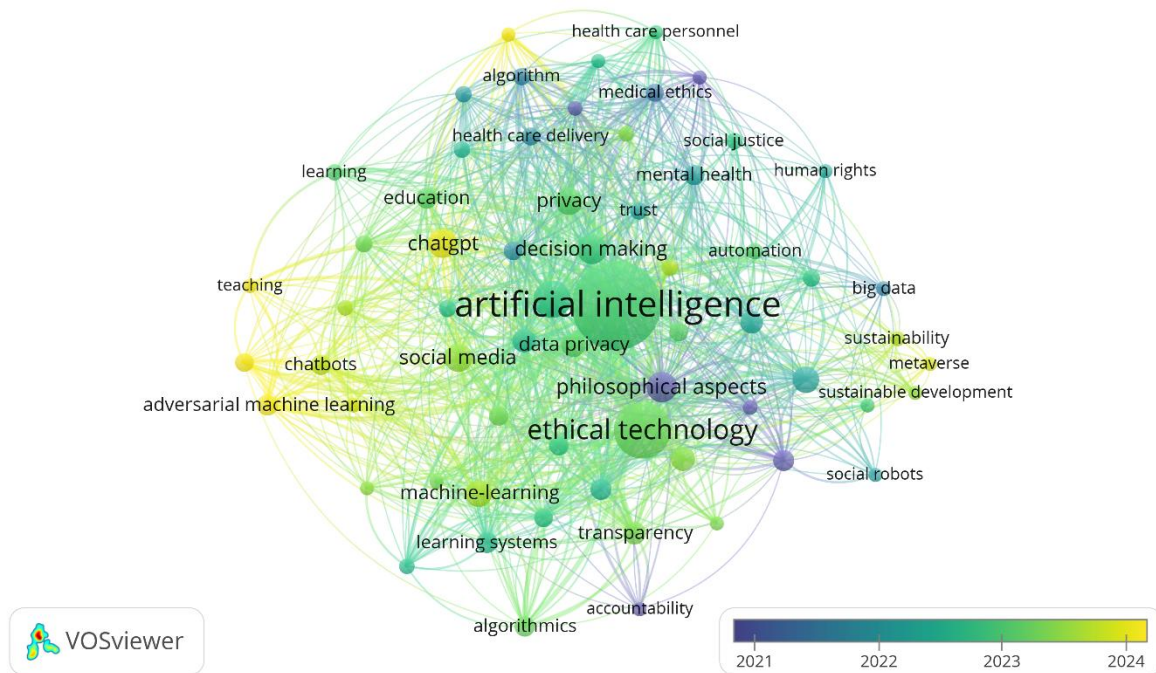 health care personnel
algorithm
medical ethics
health care delivery
social justice
learning
mental health
human rights
education
privacy
trust
chatgpt
decision making
automation
teaching
big data
artificial intelligence
sustainability
social media
data privacy
chatbots
metaverse
philosophical aspects
sustainable development
adversarial machine learning
ethical technology
social robots
machine-learning
transparency
learning systems
accountability
algorithmics
VOSviewer
2021
2022
2023
2024